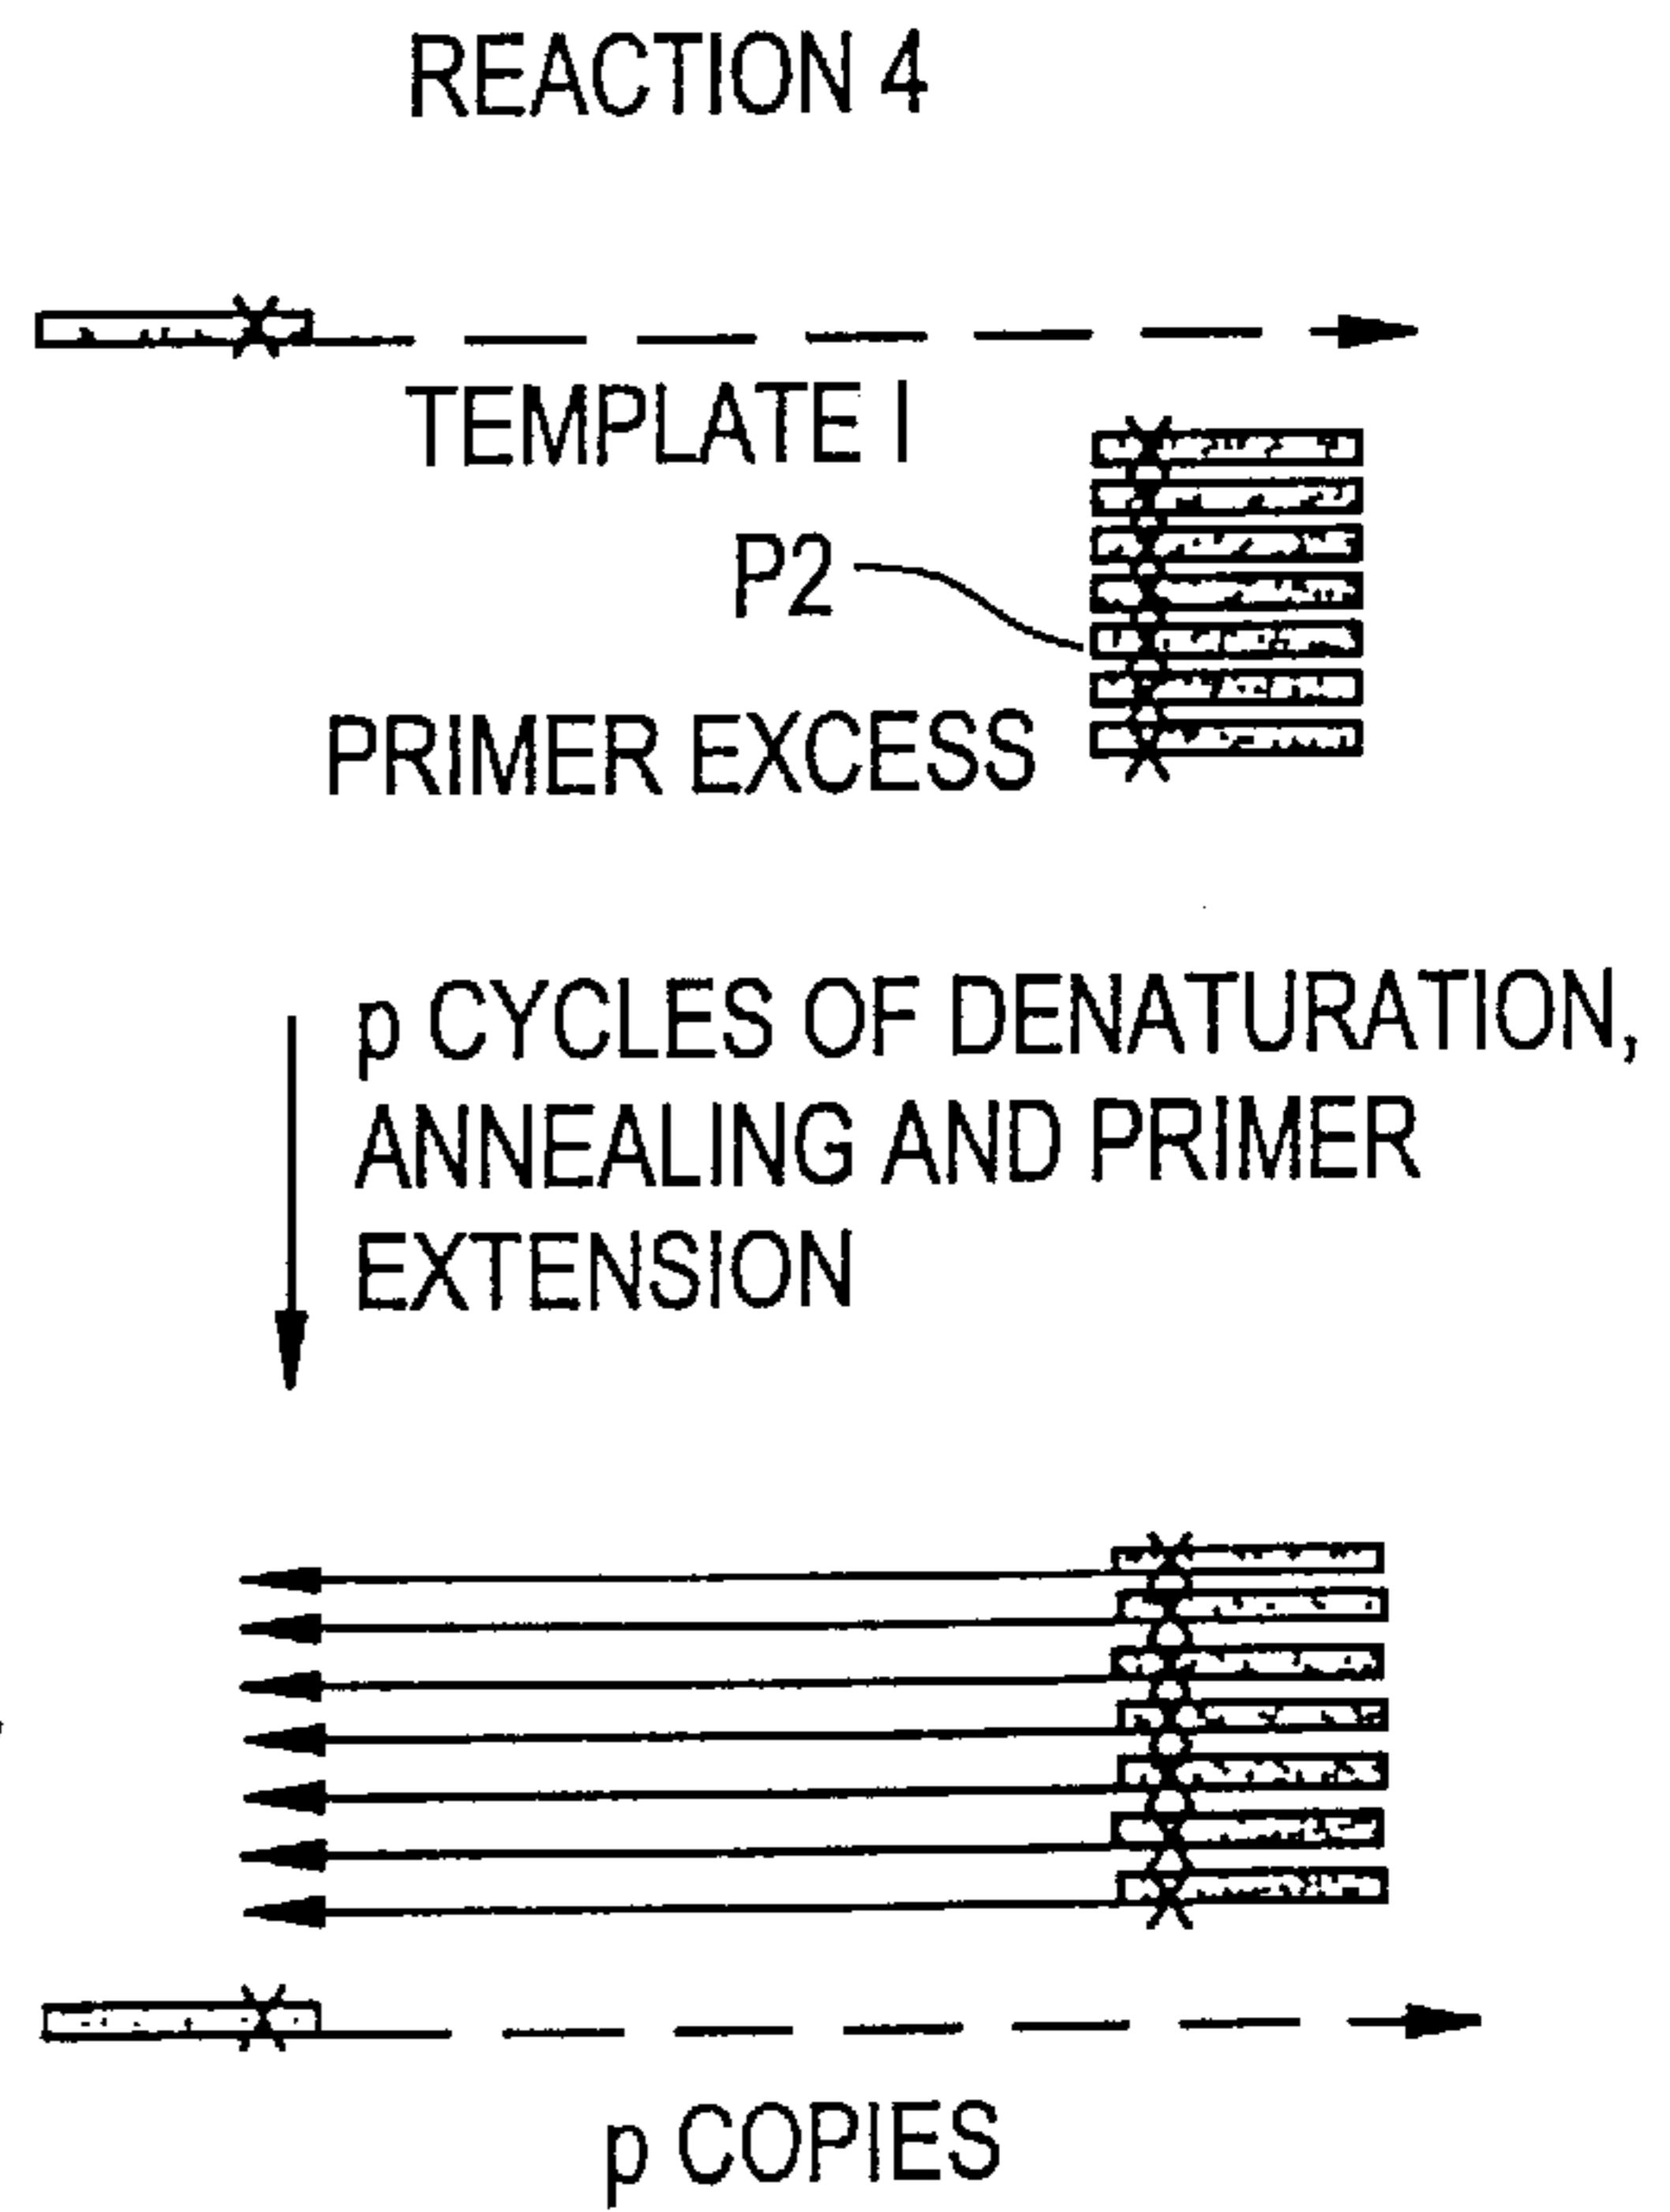 REACTION 4
TEMPLATE I
P2
PRIMER EXCESS
p CYCLES OF DENATURATION,
ANNEALING AND PRIMER
EXTENSION
p COPIES